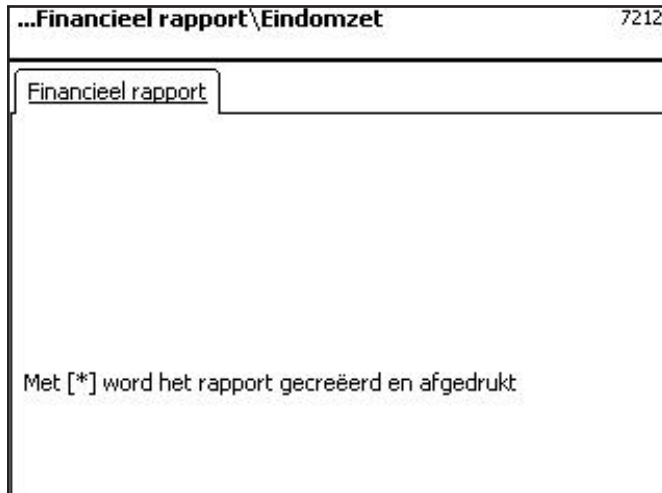 ...Financieel rapport\Eindomzet 7212
Financieel rapport
Met [*] word het rapport gecreëerd en afgedrukt